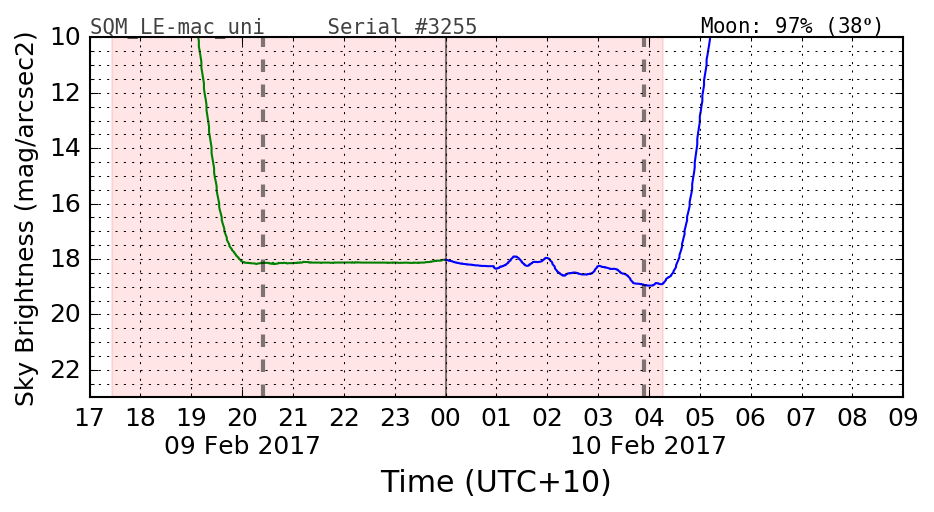 SQM_LE-mac_uni Serial #3255 Moon: 97% (38°)
Sky Brightness (mag/arcsec2)
10
12
14
16
18
20
22
17 18 19 20 21 22 23 00 01 02 03 04 05 06 07 08 09
09 Feb 2017 10 Feb 2017
Time (UTC+10)